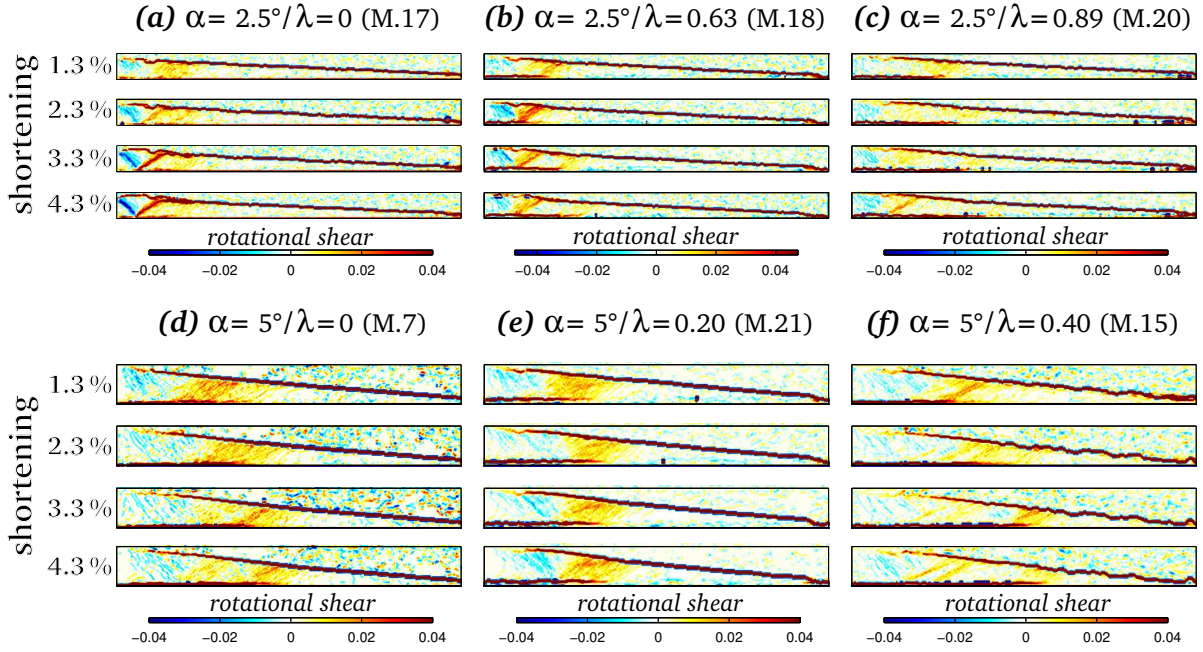 (a) α= 2.5°/λ=0 (M.17)
(b) α= 2.5°/λ=0.63 (M.18)
(c) α= 2.5°/λ=0.89 (M.20)
shortening
1.3 %
2.3 %
3.3 %
4.3 %
rotational shear
rotational shear
rotational shear
−0.04 −0.02 0 0.02 0.04
−0.04 −0.02 0 0.02 0.04
−0.04 −0.02 0 0.02 0.04
(d) α= 5°/λ=0 (M.7)
(e) α= 5°/λ=0.20 (M.21)
(f) α= 5°/λ=0.40 (M.15)
shortening
1.3 %
2.3 %
3.3 %
4.3 %
rotational shear
rotational shear
rotational shear
−0.04 −0.02 0 0.02 0.04
−0.04 −0.02 0 0.02 0.04
−0.04 −0.02 0 0.02 0.04